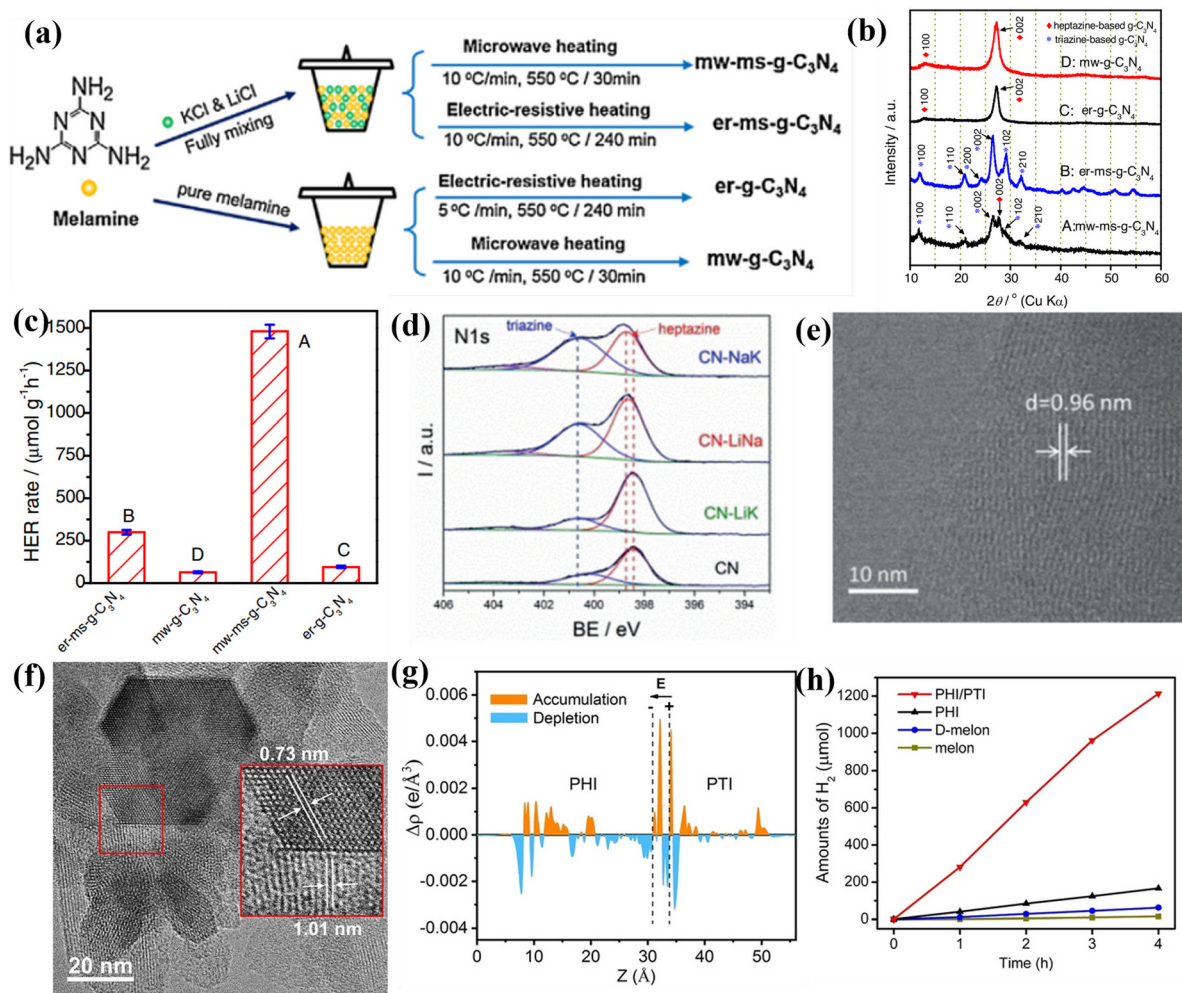 (a)
NH₂
N
N
H₂N
N
NH₂
Melamine
KCl & LiCl
Fully mixing
pure melamine
Microwave heating
10 ºC/min, 550 ºC / 30min
mw-ms-g-C₃N₄
Electric-resistive heating
10 ºC/min, 550 ºC / 240 min
er-ms-g-C₃N₄
Electric-resistive heating
5 ºC /min, 550 ºC / 240 min
er-g-C₃N₄
Microwave heating
10 ºC/min, 550 ºC / 30min
mw-g-C₃N₄
(b)
Intensity / a.u.
heptazine-based g-C₃N₄
triazine-based g-C₃N₄
100
002
D: mw-g-C₃N₄
100
002
C: er-g-C₃N₄
*100
*110
*200
*002
*102
*210
B: er-ms-g-C₃N₄
*100
*110
*002
002
*102
*210
A:mw-ms-g-C₃N₄
10 20 30 40 50 60
2θ / ° (Cu Kα)
(c)
HER rate / (μmol g⁻¹h⁻¹)
1500
1250
1000
750
500
250
0
A
B
D
C
er-ms-g-C₃N₄
mw-g-C₃N₄
mw-ms-g-C₃N₄
er-g-C₃N₄
(d)
N1s
triazine
heptazine
CN-NaK
CN-LiNa
CN-LiK
CN
I / a.u.
406 404 402 400 398 396 394
BE / eV
(e)
d=0.96 nm
10 nm
(f)
0.73 nm
1.01 nm
20 nm
(g)
Δρ (e/Å³)
0.006
0.004
0.002
0.000
-0.002
-0.004
Accumulation
Depletion
E
- +
PHI
PTI
0 10 20 30 40 50
Z (Å)
(h)
Amounts of H₂ (μmol)
1200
1000
800
600
400
200
0
PHI/PTI
PHI
D-melon
melon
0 1 2 3 4
Time (h)